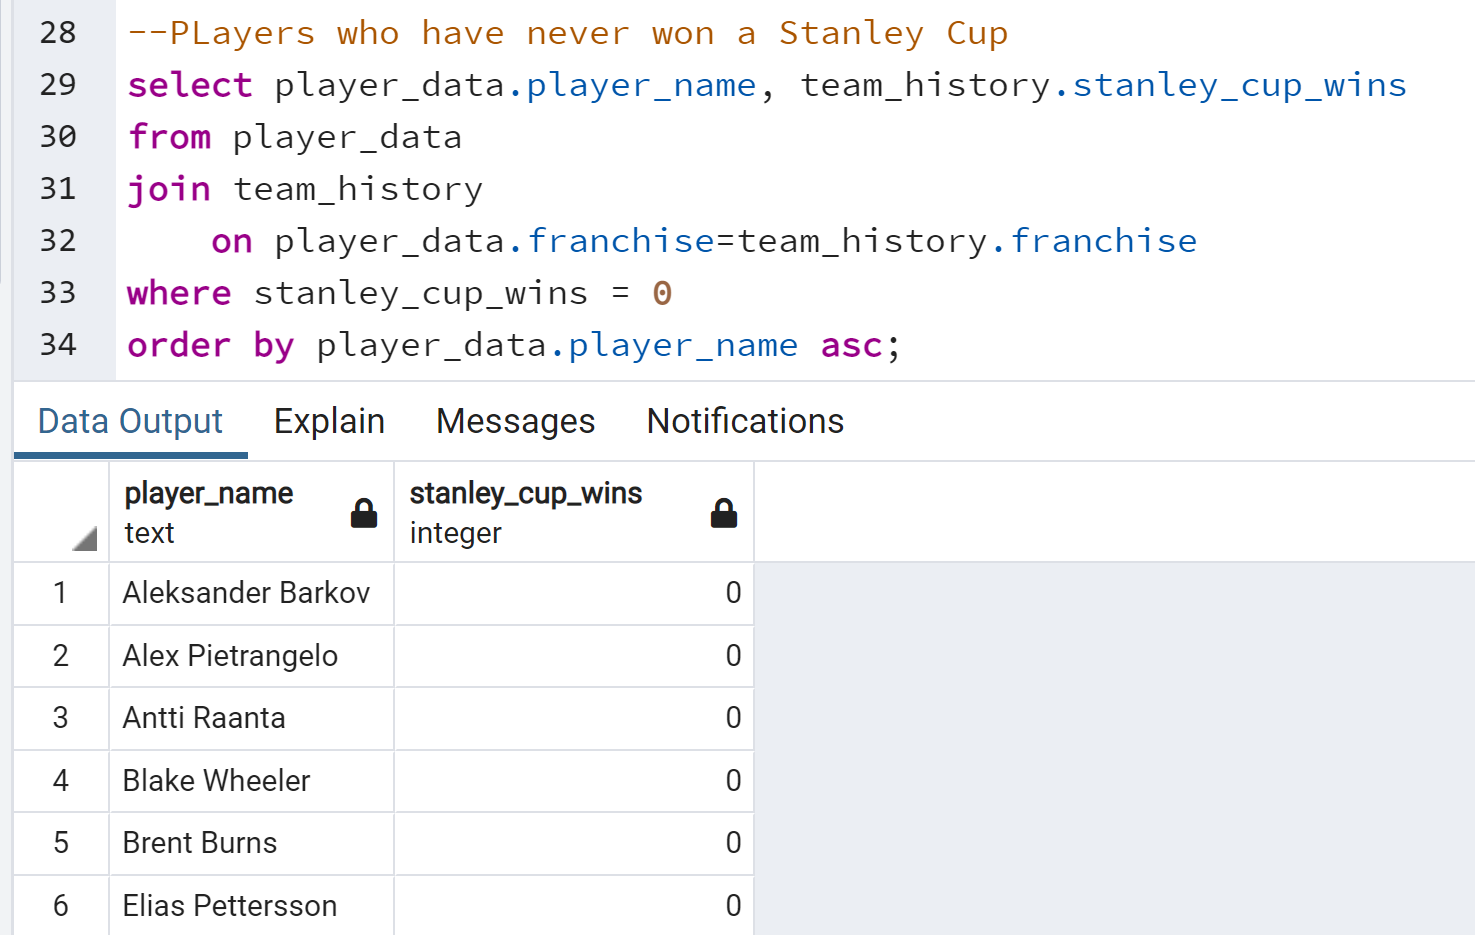 28 --PLayers who have never won a Stanley Cup
29 select player_data.player_name, team_history.stanley_cup_wins
30 from player_data
31 join team_history
32 on player_data.franchise=team_history.franchise
33 where stanley_cup_wins = 0
34 order by player_data.player_name asc;
Data Output Explain Messages Notifications
player_name stanley_cup_wins
text integer
1 Aleksander Barkov 0
2 Alex Pietrangelo 0
3 Antti Raanta 0
4 Blake Wheeler 0
5 Brent Burns 0
6 Elias Pettersson 0